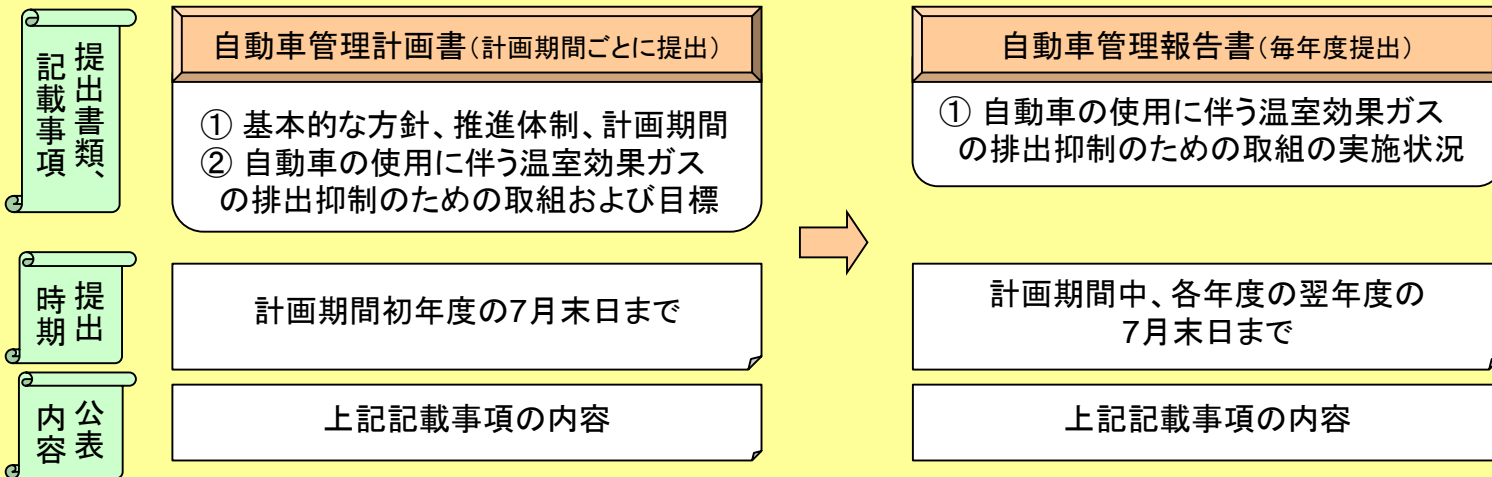 提出書類、
記載事項
自動車管理計画書（計画期間ごとに提出）
① 基本的な方針、推進体制、計画期間
② 自動車の使用に伴う温室効果ガス
の排出抑制のための取組および目標
自動車管理報告書（毎年度提出）
① 自動車の使用に伴う温室効果ガス
の排出抑制のための取組の実施状況
提出
時期
計画期間初年度の7月末日まで
計画期間中、各年度の翌年度の
7月末日まで
公表
内容
上記記載事項の内容
上記記載事項の内容